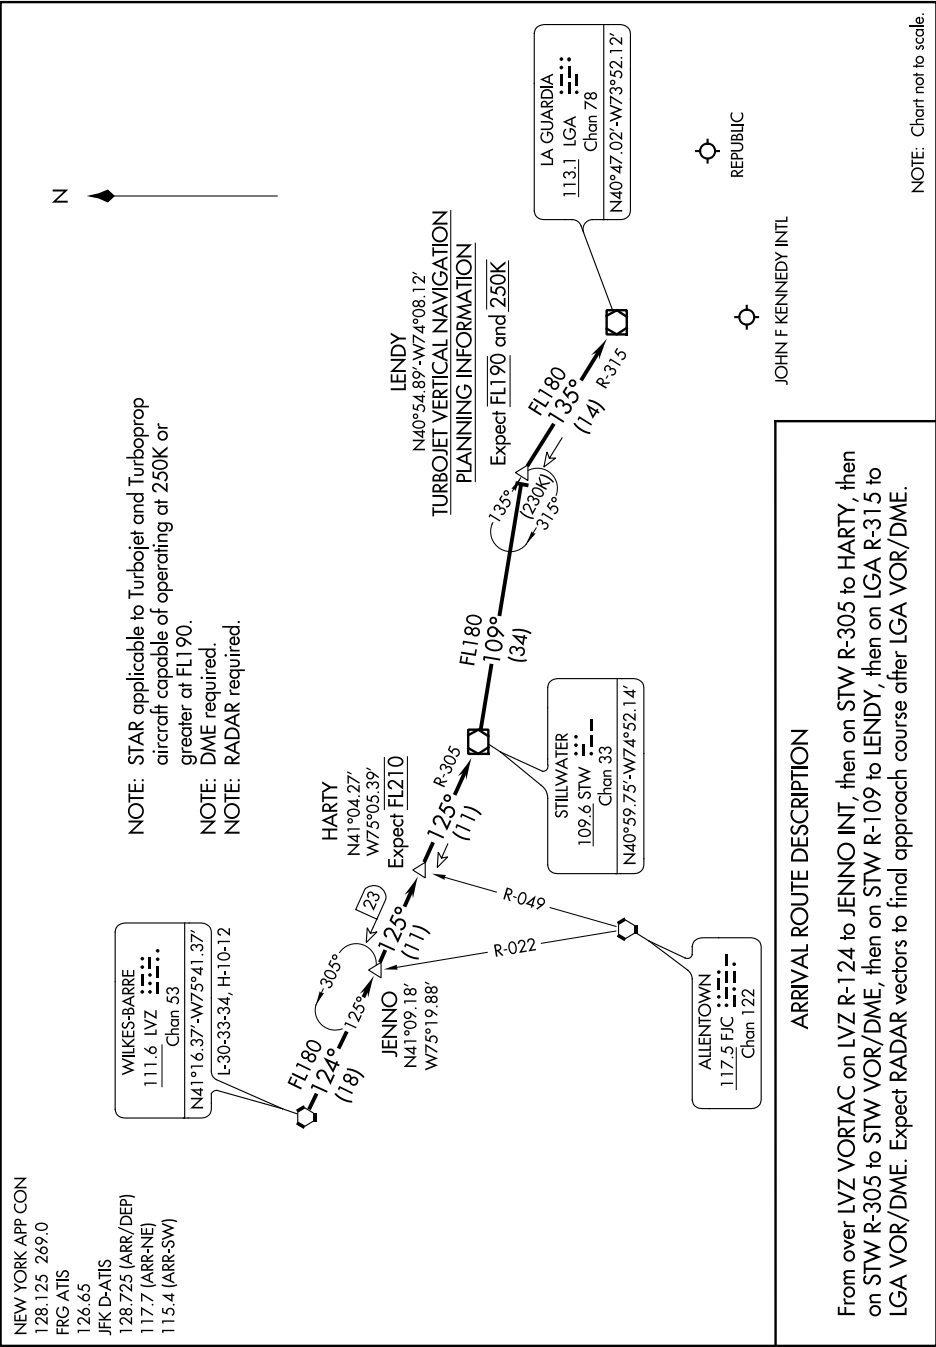 NEW YORK APP CON
128.125 269.0
FRG ATIS
126.65
JFK D-ATIS
128.725 (ARR/DEP)
117.7 (ARR-NE)
115.4 (ARR-SW)
NOTE: STAR applicable to Turbojet and Turboprop
aircraft capable of operating at 250K or
greater at FL190.
NOTE: DME required.
NOTE: RADAR required.
N
WILKES-BARRE
111.6 LVZ
Chan 53
N41°16.37'-W75°41.37'
L-30-33-34, H-10-12
FL180
124°
(18)
305°
125°
JENNO
N41°09.18'
W75°19.88'
23
125°
(11)
HARTY
N41°04.27'
W75°05.39'
Expect FL210
R-305
125°
(11)
R-022
R-049
ALLENTOWN
117.5 FJC
Chan 122
STILLWATER
109.6 STW
Chan 33
N40°59.75'-W74°52.14'
FL180
109°
(34)
LENDY
N40°54.89'-W74°08.12'
TURBOJET VERTICAL NAVIGATION
PLANNING INFORMATION
Expect FL190 and 250K
135°
(230K)
315°
FL180
135°
(14)
R-315
LA GUARDIA
113.1 LGA
Chan 78
N40°47.02'-W73°52.12'
REPUBLIC
JOHN F KENNEDY INTL
NOTE: Chart not to scale.
ARRIVAL ROUTE DESCRIPTION
From over LVZ VORTAC on LVZ R-124 to JENNO INT, then on STW R-305 to HARTY, then
on STW R-305 to STW VOR/DME, then on STW R-109 to LENDY, then on LGA R-315 to
LGA VOR/DME. Expect RADAR vectors to final approach course after LGA VOR/DME.